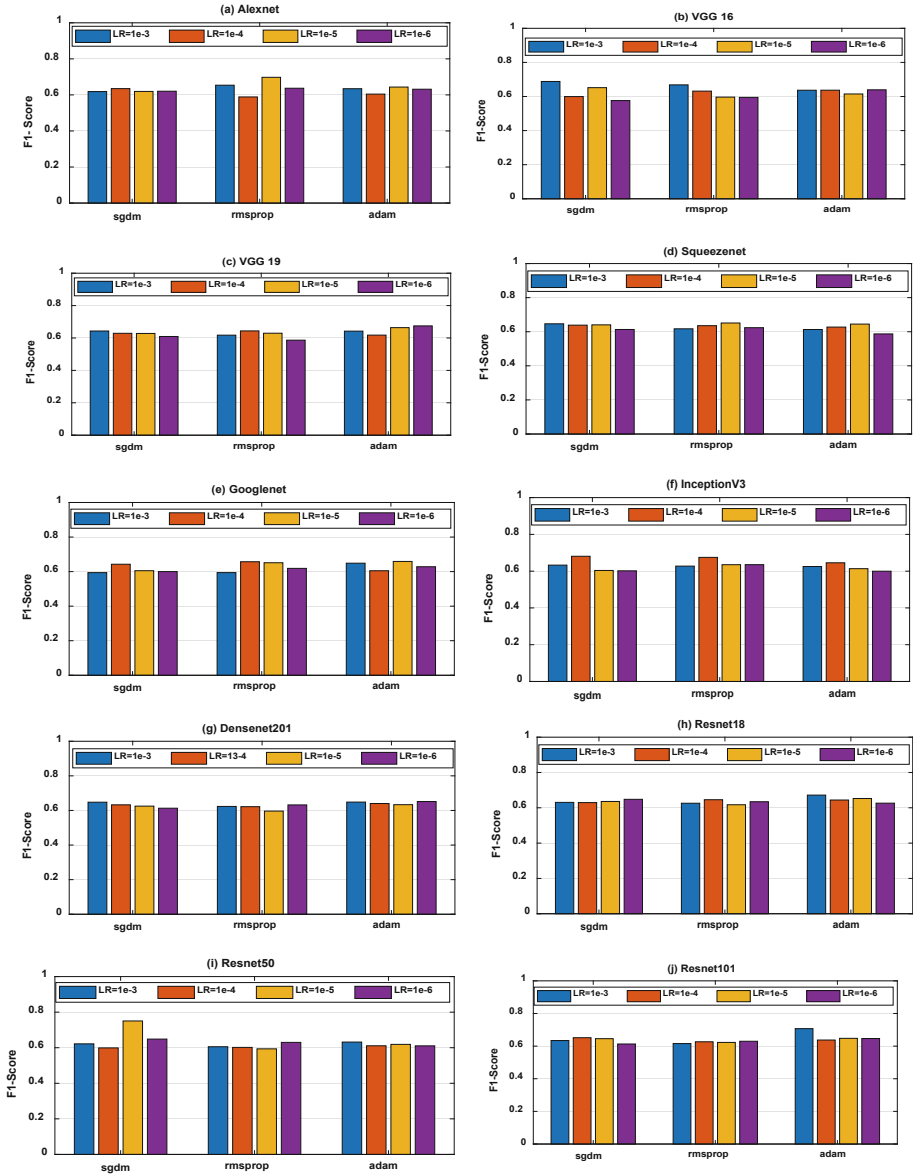 (a) Alexnet
LR=1e-3 LR=1e-4 LR=1e-5 LR=1e-6
1
0.8
0.6
0.4
0.2
0
F1- Score
sgdm rmsprop adam
(b) VGG 16
LR=1e-3 LR=1e-4 LR=1e-5 LR=1e-6
1
0.8
0.6
0.4
0.2
0
F1-Score
sgdm rmsprop adam
(c) VGG 19
LR=1e-3 LR=1e-4 LR=1e-5 LR=1e-6
1
0.8
0.6
0.4
0.2
0
F1-Score
sgdm rmsprop adam
(d) Squeezenet
LR=1e-3 LR=1e-4 LR=1e-5 LR=1e-6
1
0.8
0.6
0.4
0.2
0
F1-Score
sgdm rmsprop adam
(e) Googlenet
LR=1e-3 LR=1e-4 LR=1e-5 LR=1e-6
1
0.8
0.6
0.4
0.2
0
F1-Score
sgdm rmsprop adam
(f) InceptionV3
LR=1e-3 LR=1e-4 LR=1e-5 LR=1e-6
1
0.8
0.6
0.4
0.2
0
F1-Score
sgdm rmsprop adam
(g) Densenet201
LR=1e-3 LR=13-4 LR=1e-5 LR=1e-6
1
0.8
0.6
0.4
0.2
0
F1-Score
sgdm rmsprop adam
(h) Resnet18
LR=1e-3 LR=1e-4 LR=1e-5 LR=1e-6
1
0.8
0.6
0.4
0.2
0
F1-Score
sgdm rmsprop adam
(i) Resnet50
LR=1e-3 LR=1e-4 LR=1e-5 LR=1e-6
1
0.8
0.6
0.4
0.2
0
F1-Score
sgdm rmsprop adam
(j) Resnet101
LR=1e-3 LR=1e-4 LR=1e-5 LR=1e-6
1
0.8
0.6
0.4
0.2
0
F1-Score
sgdm rmsprop adam